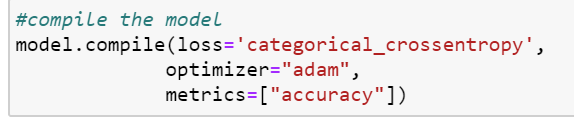 #compile the model
model.compile(loss='categorical_crossentropy',
optimizer="adam",
metrics=["accuracy"])